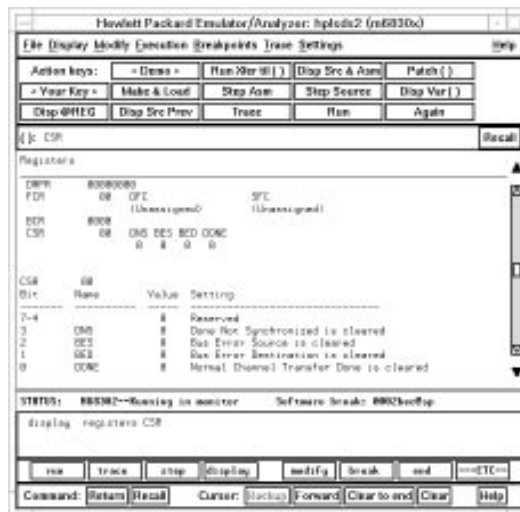 Hewlett Packard Emulator/Analyzer: hplsds2 (m6830x)
File Display Modify Execution Breakpoints Trace Settings Help
Action keys: < Demo > Run Xfer til () Disp Src & Asm Patch ()
< Your Key > Make & Load Step Asm Step Source Disp Var ()
Disp @REG Disp Src Prev Trace Run Again
(): CSR Recall
Registers
DAPR 00000000
FCR 00 DFC SFC
(Unassigned) (Unassigned)
BCR 0000
CSR 00 DNS BES BED DONE
0 0 0 0
CSR 00
Bit Name Value Setting
7-4 0 Reserved
3 DNS 0 Done Not Synchronized is cleared
2 BES 0 Bus Error Source is cleared
1 BED 0 Bus Error Destination is cleared
0 DONE 0 Normal Channel Transfer Done is cleared
STATUS: M68302--Running in monitor Software break:
display registers CSR
run trace step display modify break end ---ETC--
Command: Return Recall Cursor: Backup Forward Clear to end Clear Help